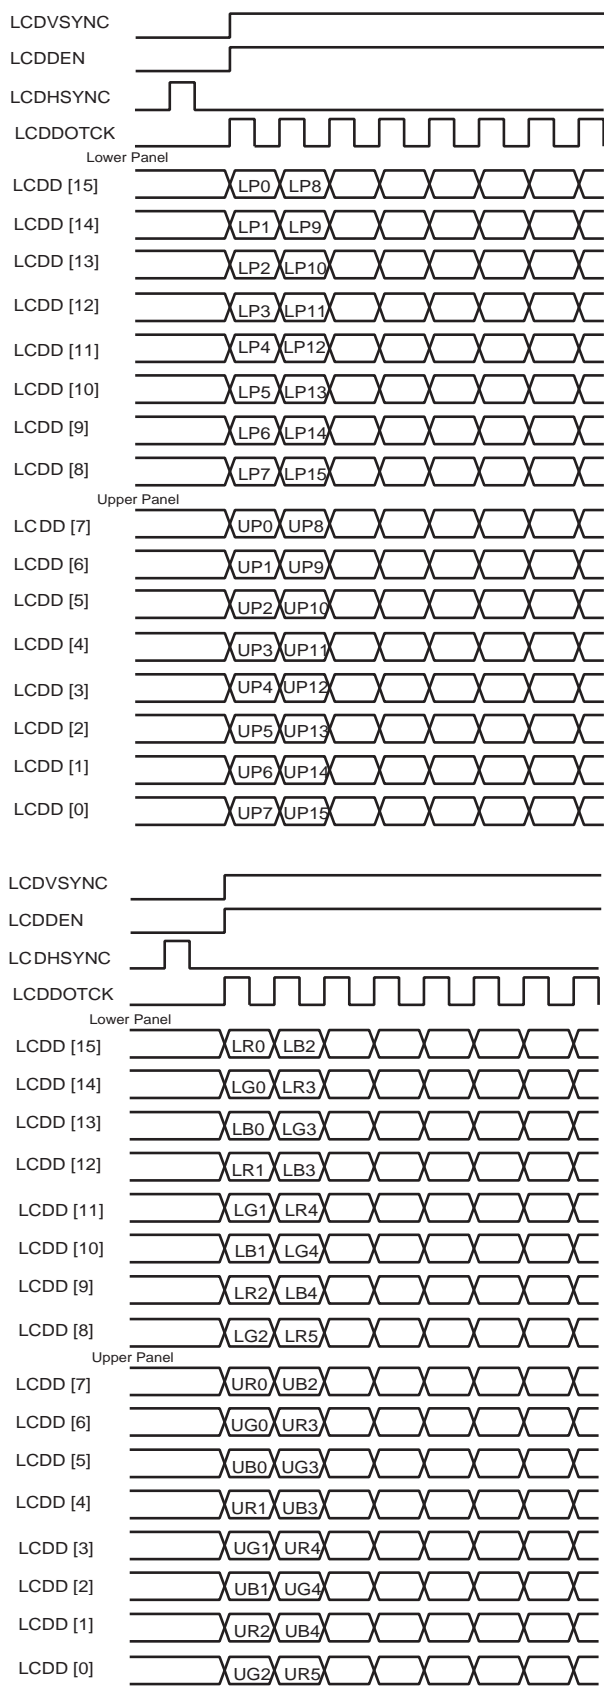 LCDVSYNC
LCDDEN
LCDHSYNC
LCDDOTCK
Lower Panel
LCDD [15] LP0 LP8
LCDD [14] LP1 LP9
LCDD [13] LP2 LP10
LCDD [12] LP3 LP11
LCDD [11] LP4 LP12
LCDD [10] LP5 LP13
LCDD [9] LP6 LP14
LCDD [8] LP7 LP15
Upper Panel
LCDD [7] UP0 UP8
LCDD [6] UP1 UP9
LCDD [5] UP2 UP10
LCDD [4] UP3 UP11
LCDD [3] UP4 UP12
LCDD [2] UP5 UP13
LCDD [1] UP6 UP14
LCDD [0] UP7 UP15
LCDVSYNC
LCDDEN
LCDHSYNC
LCDDOTCK
Lower Panel
LCDD [15] LR0 LB2
LCDD [14] LG0 LR3
LCDD [13] LB0 LG3
LCDD [12] LR1 LB3
LCDD [11] LG1 LR4
LCDD [10] LB1 LG4
LCDD [9] LR2 LB4
LCDD [8] LG2 LR5
Upper Panel
LCDD [7] UR0 UB2
LCDD [6] UG0 UR3
LCDD [5] UB0 UG3
LCDD [4] UR1 UB3
LCDD [3] UG1 UR4
LCDD [2] UB1 UG4
LCDD [1] UR2 UB4
LCDD [0] UG2 UR5